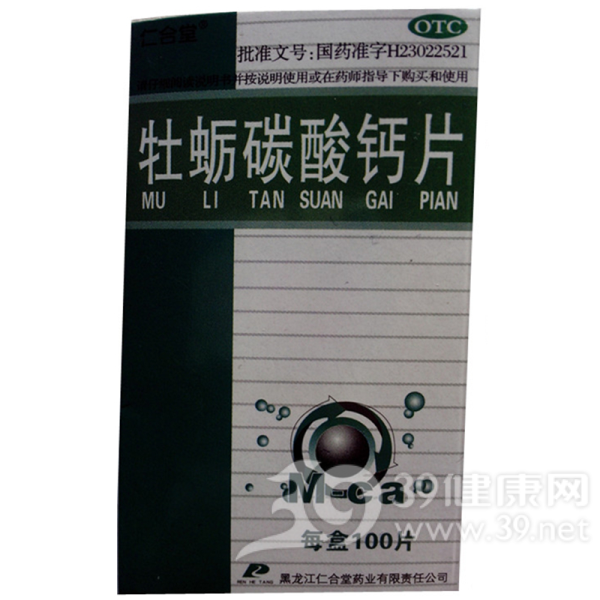 仁合堂®
OTC
批准文号:国药准字H23022521
请仔细阅读说明书并按说明使用或在药师指导下购买和使用
牡蛎碳酸钙片
MU LI TAN SUAN GAI PIAN
M-ca
39健康网
www.39.net
每盒100片
REN HE TANG
黑龙江仁合堂药业有限责任公司